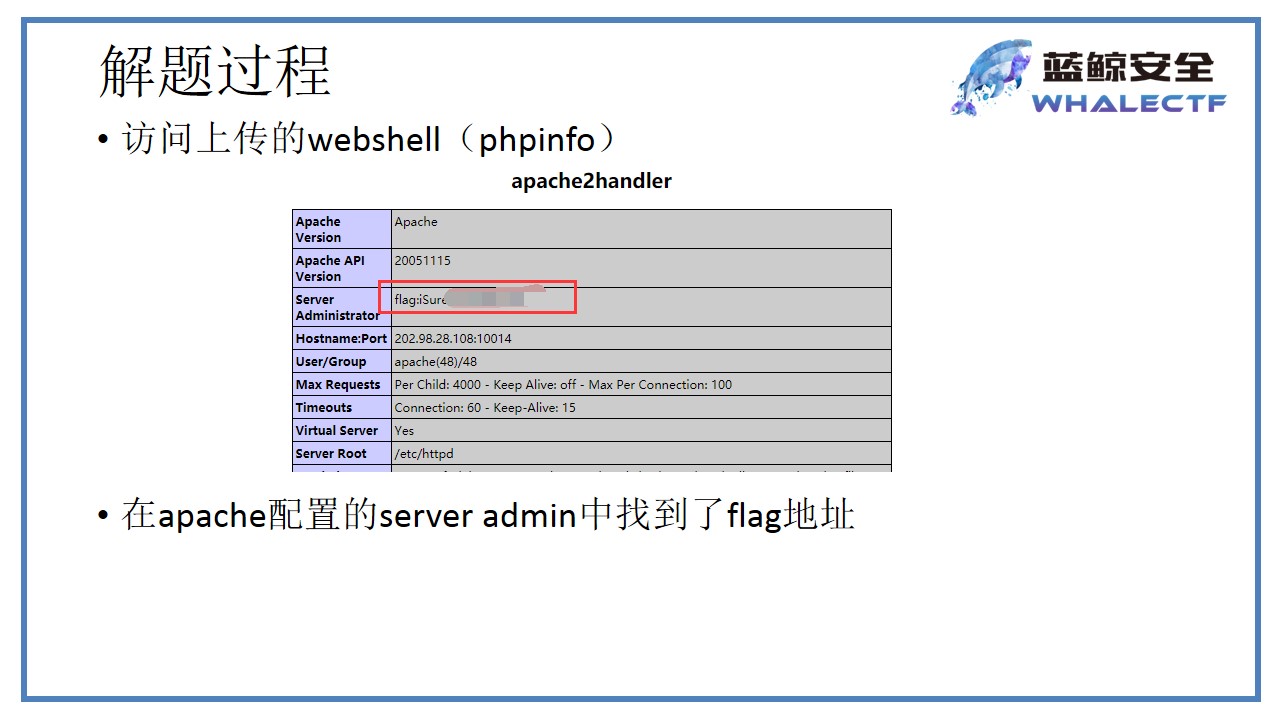 解题过程
蓝鲸安全
WHALECTF
• 访问上传的webshell（phpinfo）
apache2handler
Apache Version Apache
Apache API Version 20051115
Server Administrator flag:iSure
Hostname:Port 202.98.28.108:10014
User/Group apache(48)/48
Max Requests Per Child: 4000 - Keep Alive: off - Max Per Connection: 100
Timeouts Connection: 60 - Keep-Alive: 15
Virtual Server Yes
Server Root /etc/httpd
• 在apache配置的server admin中找到了flag地址